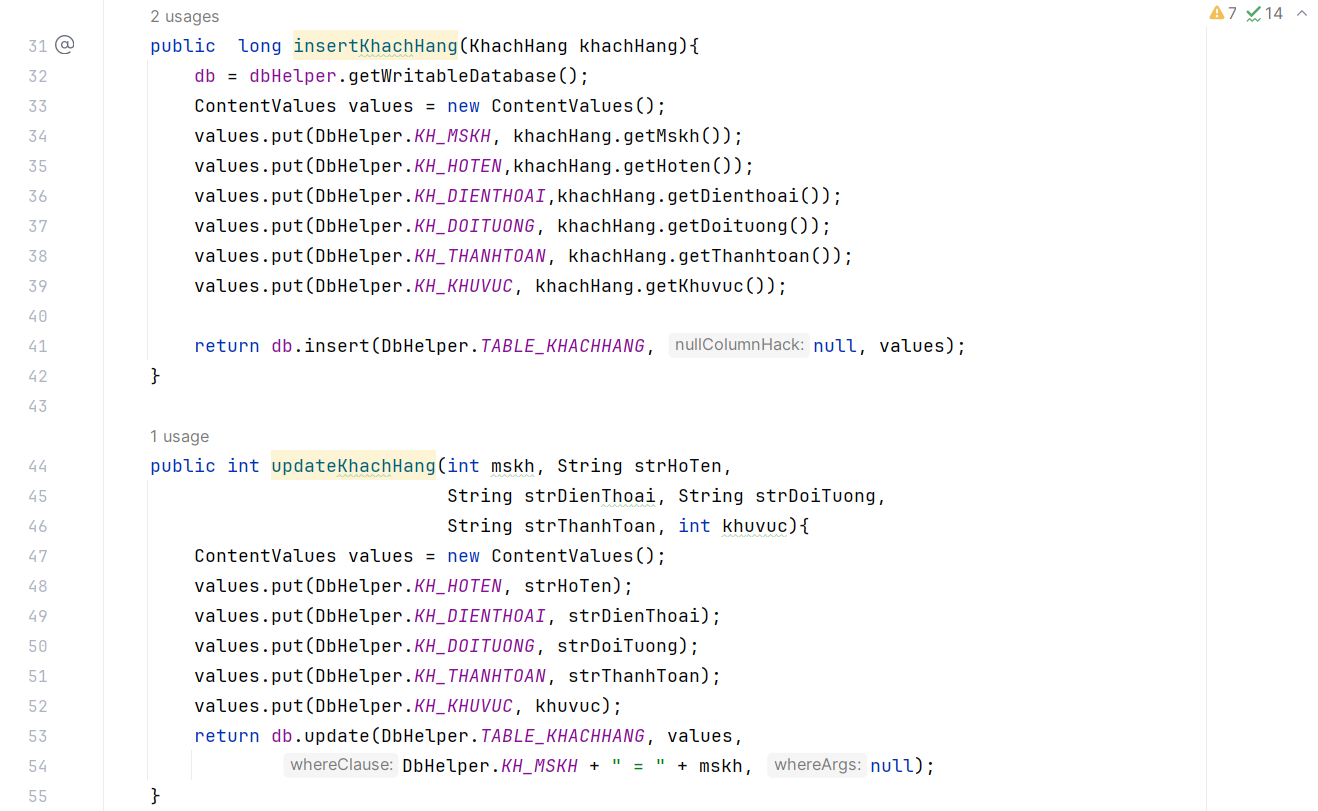 2 usages
7 14
31 @ public  long insertKhachHang(KhachHang khachHang){
32 db = dbHelper.getWritableDatabase();
33 ContentValues values = new ContentValues();
34 values.put(DbHelper.KH_MSKH, khachHang.getMskh());
35 values.put(DbHelper.KH_HOTEN,khachHang.getHoten());
36 values.put(DbHelper.KH_DIENTHOAI,khachHang.getDienthoai());
37 values.put(DbHelper.KH_DOITUONG, khachHang.getDoituong());
38 values.put(DbHelper.KH_THANHTOAN, khachHang.getThanhtoan());
39 values.put(DbHelper.KH_KHUVUC, khachHang.getKhuvuc());
40
41 return db.insert(DbHelper.TABLE_KHACHHANG, nullColumnHack: null, values);
42 }
43
1 usage
44 public int updateKhachHang(int mskh, String strHoTen,
45 String strDienThoai, String strDoiTuong,
46 String strThanhToan, int khuvuc){
47 ContentValues values = new ContentValues();
48 values.put(DbHelper.KH_HOTEN, strHoTen);
49 values.put(DbHelper.KH_DIENTHOAI, strDienThoai);
50 values.put(DbHelper.KH_DOITUONG, strDoiTuong);
51 values.put(DbHelper.KH_THANHTOAN, strThanhToan);
52 values.put(DbHelper.KH_KHUVUC, khuvuc);
53 return db.update(DbHelper.TABLE_KHACHHANG, values,
54 whereClause: DbHelper.KH_MSKH + " = " + mskh, whereArgs: null);
55 }